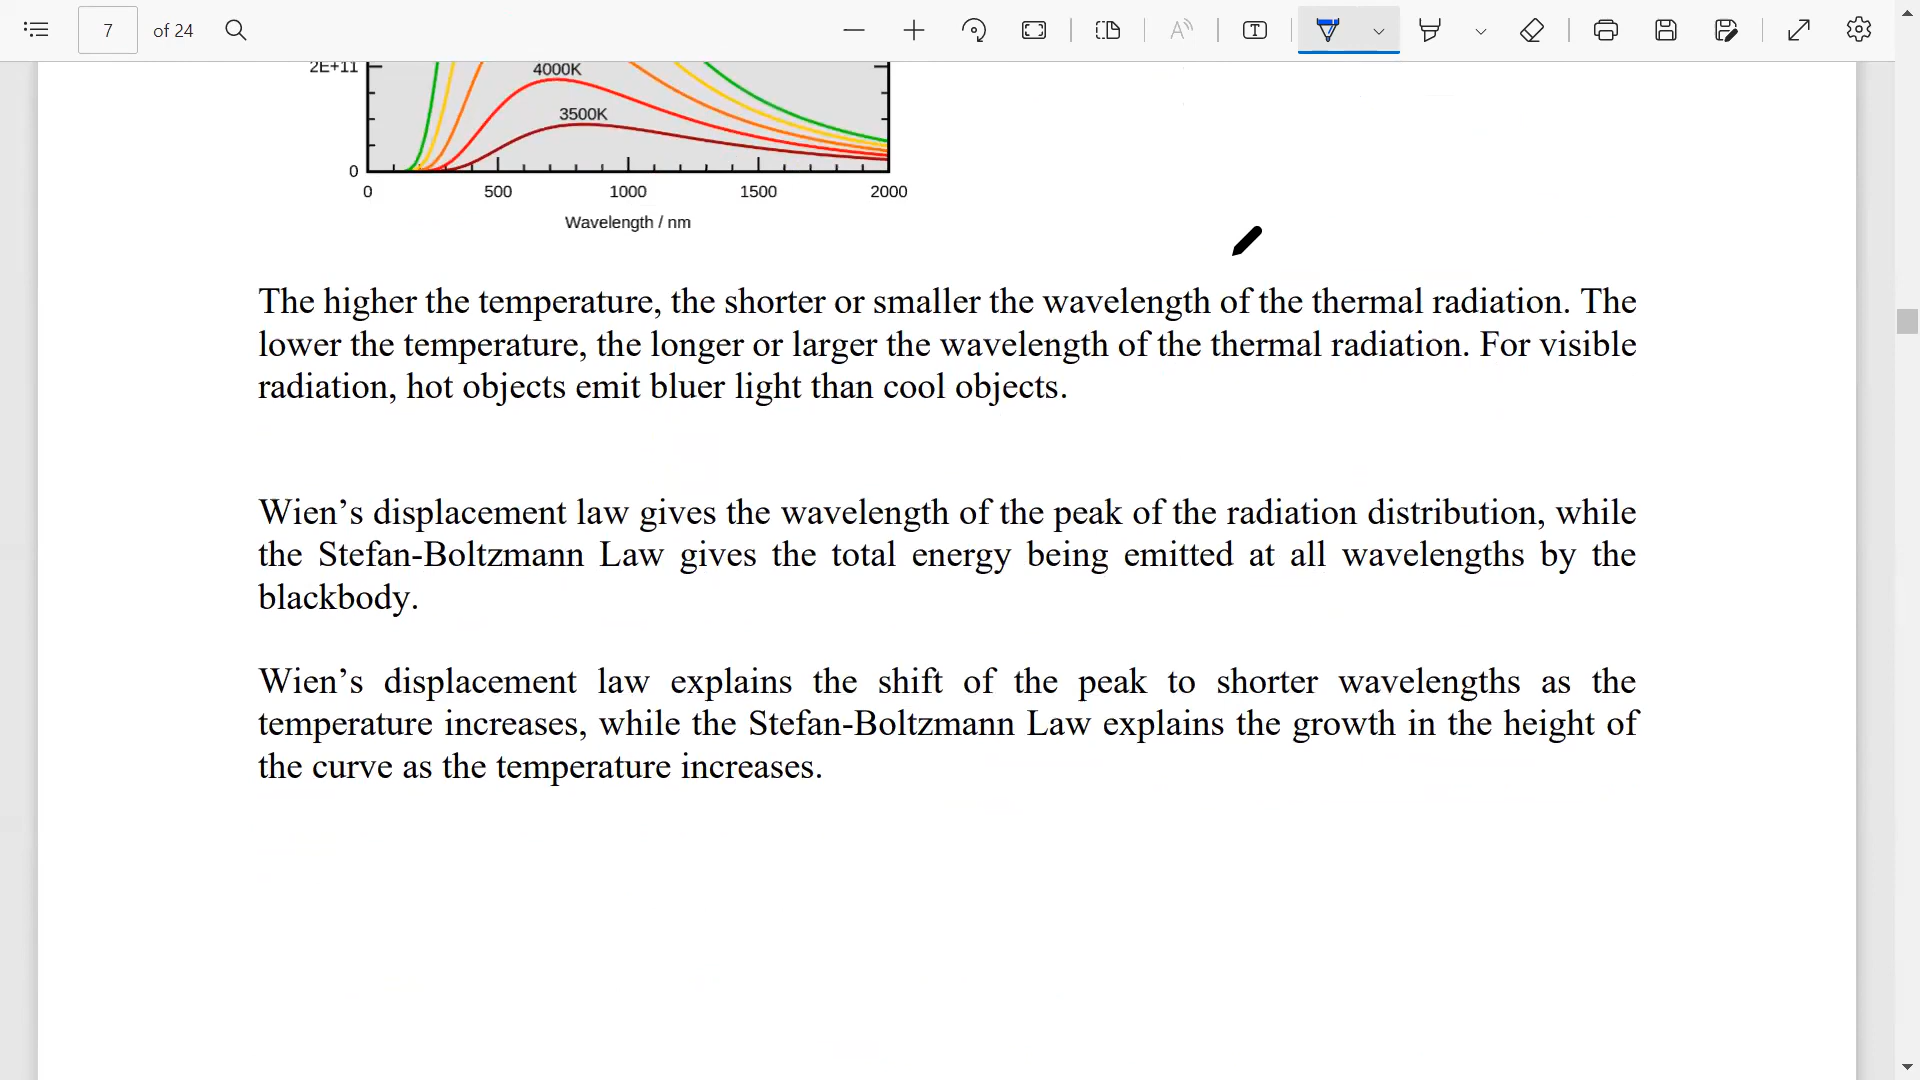 7 of 24
2E+11
4000K
3500K
0
0 500 1000 1500 2000
Wavelength / nm
The higher the temperature, the shorter or smaller the wavelength of the thermal radiation. The
lower the temperature, the longer or larger the wavelength of the thermal radiation. For visible
radiation, hot objects emit bluer light than cool objects.
Wien’s displacement law gives the wavelength of the peak of the radiation distribution, while
the Stefan-Boltzmann Law gives the total energy being emitted at all wavelengths by the
blackbody.
Wien’s displacement law explains the shift of the peak to shorter wavelengths as the
temperature increases, while the Stefan-Boltzmann Law explains the growth in the height of
the curve as the temperature increases.